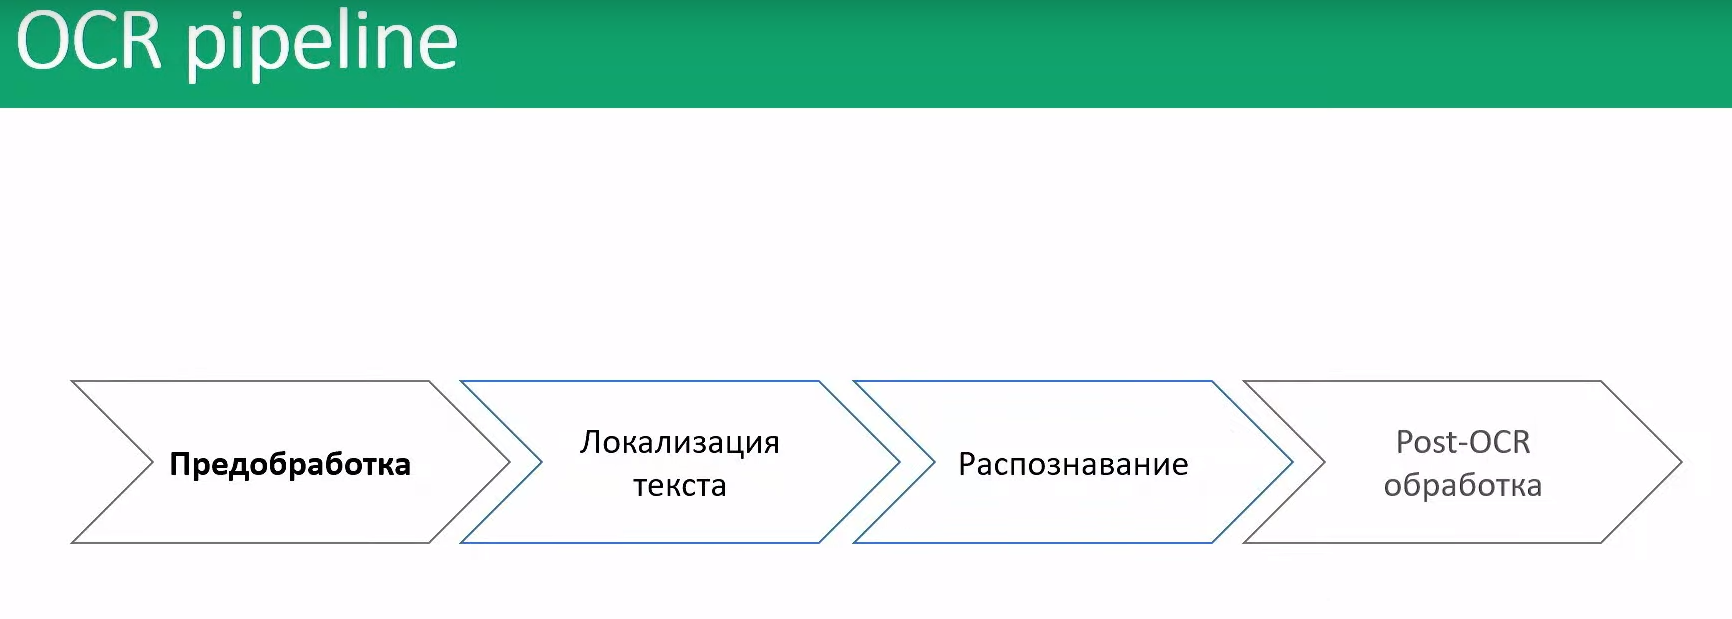 OCR pipeline
Предобработка
Локализация
текста
Распознавание
Post-OCR
обработка